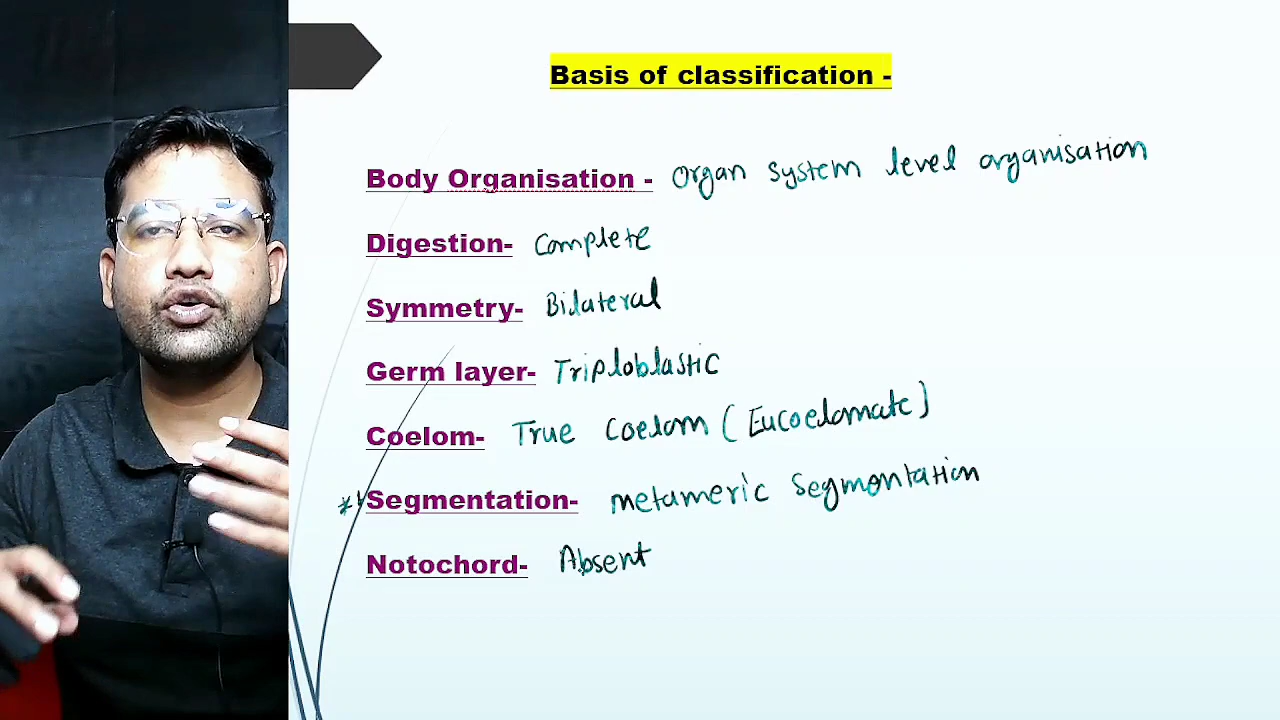 Basis of classification -
Body Organisation - Organ system level organisation
Digestion- Complete
Symmetry- Bilateral
Germ layer- Triploblastic
Coelom- True Coelom (Eucoelomate)
Segmentation- metameric segmentation
Notochord- Absent